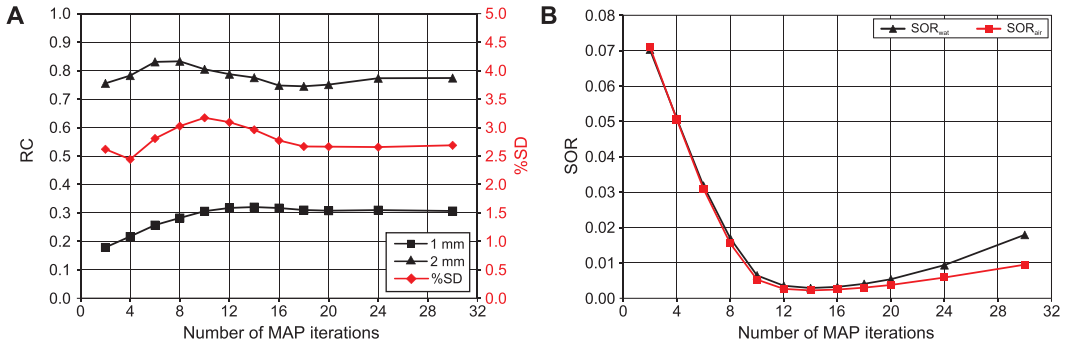 A
1.0
0.9
0.8
0.7
0.6
0.5
0.4
0.3
0.2
0.1
0.0
RC
5.0
4.5
4.0
3.5
3.0
2.5
2.0
1.5
1.0
0.5
0.0
%SD
1 mm
2 mm
%SD
0 4 8 12 16 20 24 28 32
Number of MAP iterations
B
0.08
0.07
0.06
0.05
0.04
0.03
0.02
0.01
0.00
SOR
SORwat SORair
0 4 8 12 16 20 24 28 32
Number of MAP iterations